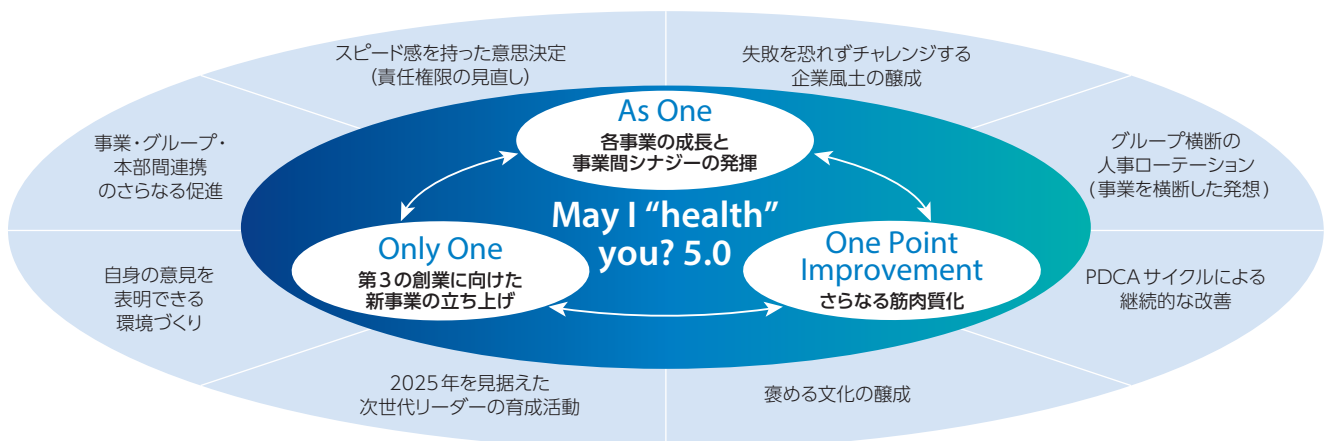 スピード感を持った意思決定
(責任権限の見直し)
失敗を恐れずチャレンジする
企業風土の醸成
事業・グループ・
本部間連携
のさらなる促進
As One
各事業の成長と
事業間シナジーの発揮
グループ横断の
人事ローテーション
(事業を横断した発想)
May I “health”
you? 5.0
Only One
第3の創業に向けた
新事業の立ち上げ
One Point
Improvement
さらなる筋肉質化
自身の意見を
表明できる
環境づくり
PDCAサイクルによる
継続的な改善
2025年を見据えた
次世代リーダーの育成活動
褒める文化の醸成